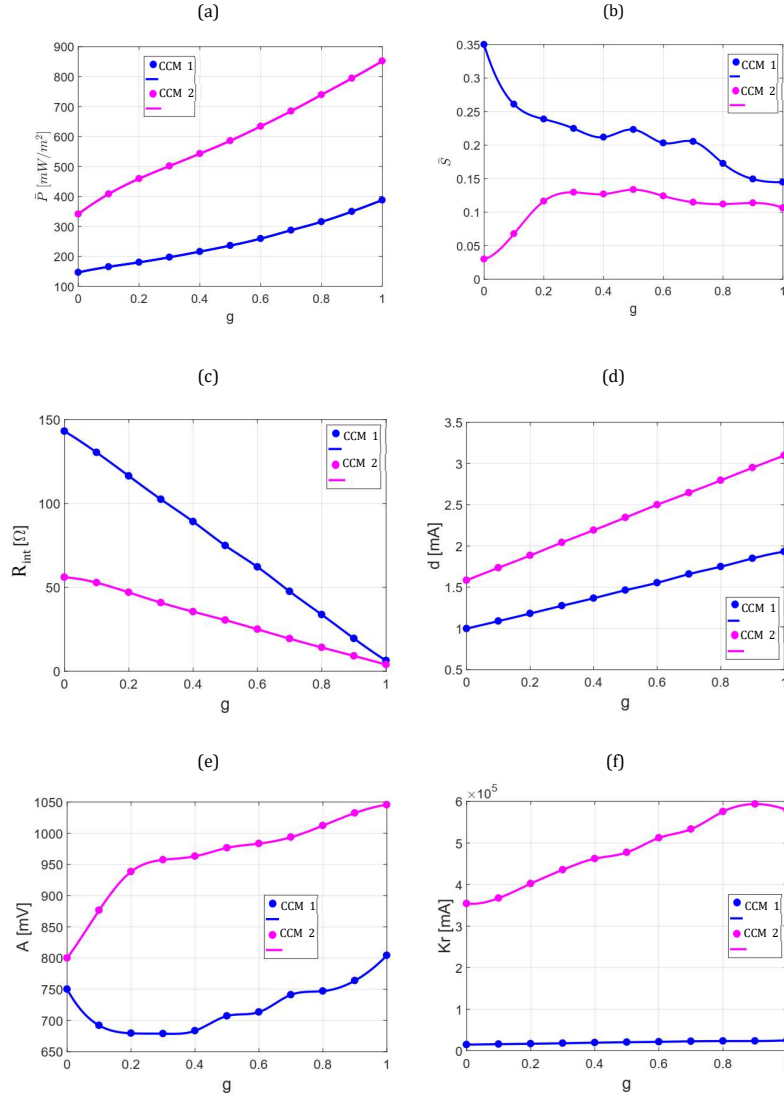 (a)
900
800
700
600
500
400
300
200
100
P̄ [mW/m²]
CCM 1
CCM 2
0 0.2 0.4 0.6 0.8 1
g
(b)
0.35
0.3
0.25
0.2
0.15
0.1
0.05
0
S̄
CCM 1
CCM 2
0 0.2 0.4 0.6 0.8 1
g
(c)
150
100
50
0
Rint [Ω]
CCM 1
CCM 2
0 0.2 0.4 0.6 0.8 1
g
(d)
3.5
3
2.5
2
1.5
1
0.5
d [mA]
CCM 1
CCM 2
0 0.2 0.4 0.6 0.8 1
g
(e)
1050
1000
950
900
850
800
750
700
650
A [mV]
CCM 1
CCM 2
0 0.2 0.4 0.6 0.8 1
g
(f)
×10⁵
6
5
4
3
2
1
0
Kr [mA]
CCM 1
CCM 2
0 0.2 0.4 0.6 0.8 1
g